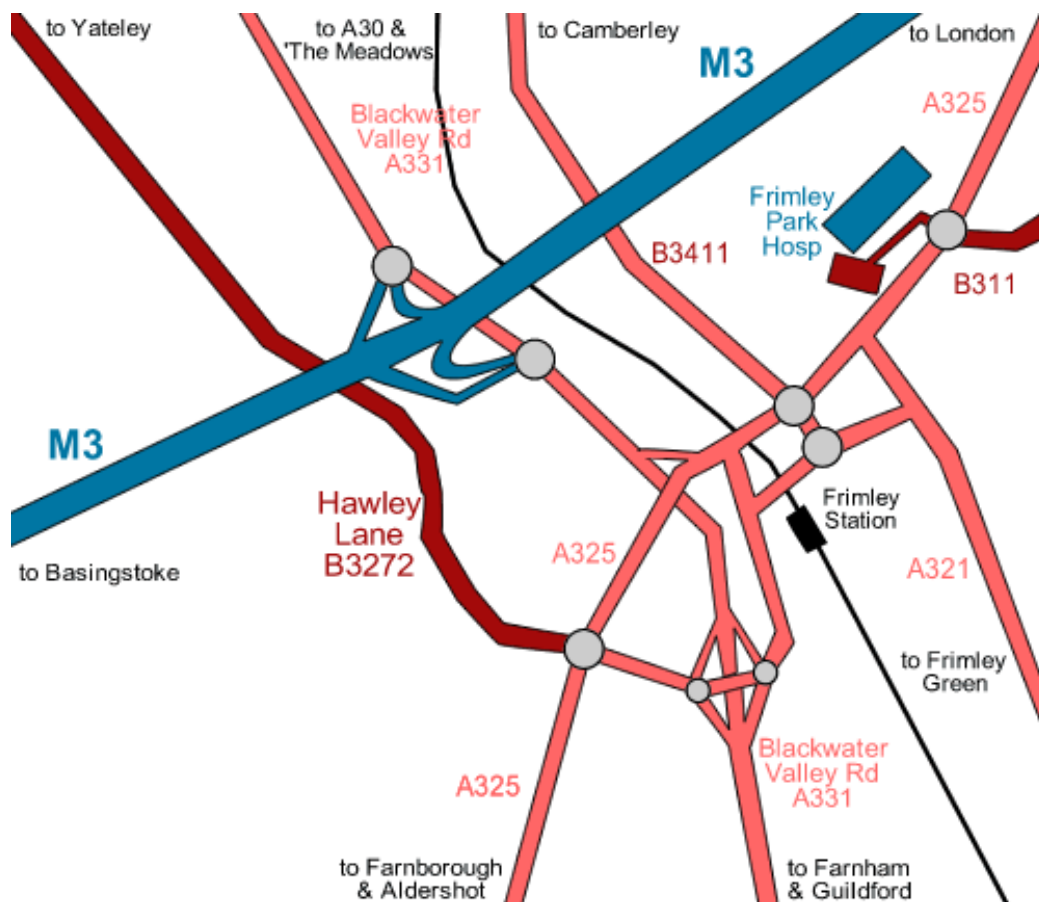 to Yateley
to A30 &
'The Meadows
to Camberley
to London
M3
A325
Blackwater
Valley Rd
A331
Frimley
Park
Hosp
B3411
B311
M3
Hawley
Lane
B3272
Frimley
Station
to Basingstoke
A325
A321
to Frimley
Green
A325
Blackwater
Valley Rd
A331
to Farnborough
& Aldershot
to Farnham
& Guildford